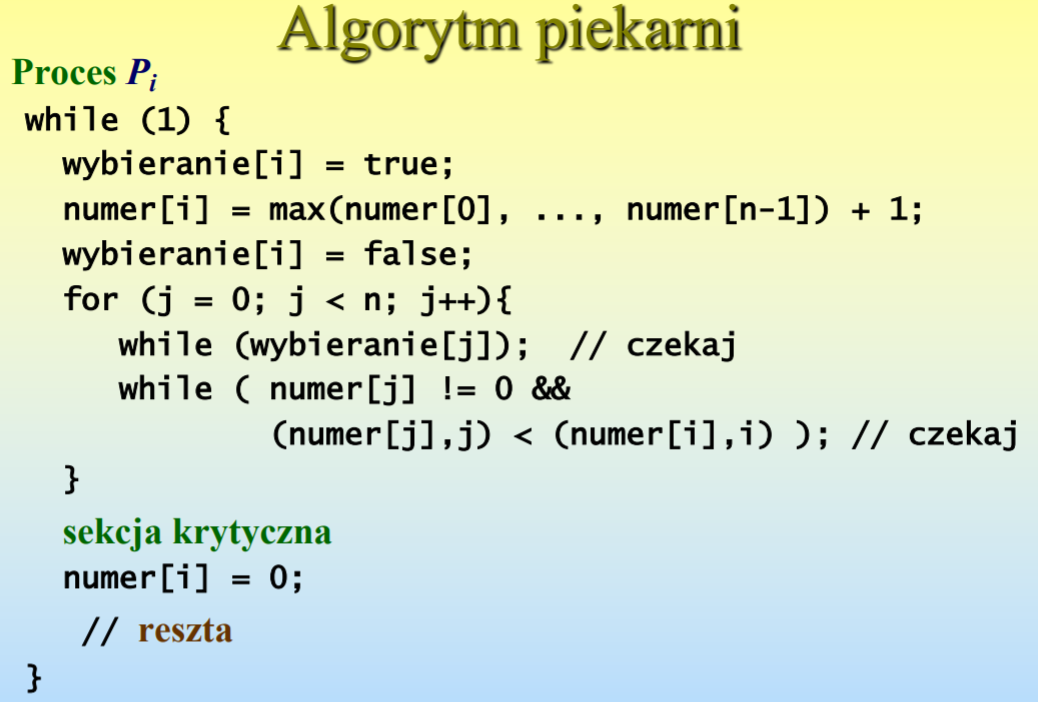 Algorytm piekarni
Proces Pi
while (1) {
wybieranie[i] = true;
numer[i] = max(numer[0], ..., numer[n-1]) + 1;
wybieranie[i] = false;
for (j = 0; j < n; j++){
while (wybieranie[j]); // czekaj
while ( numer[j] != 0 &&
(numer[j],j) < (numer[i],i) ); // czekaj
}
sekcja krytyczna
numer[i] = 0;
// reszta
}